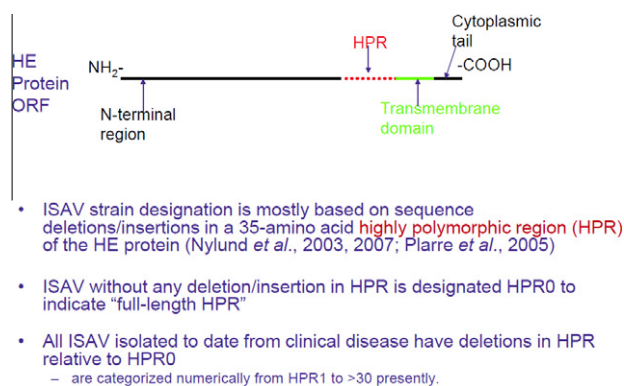 HE
Protein
ORF
NH2-
HPR
Cytoplasmic
tail
-COOH
N-terminal
region
Transmembrane
domain
• ISAV strain designation is mostly based on sequence
deletions/insertions in a 35-amino acid highly polymorphic region (HPR)
of the HE protein (Nylund et al., 2003, 2007; Plarre et al., 2005)
• ISAV without any deletion/insertion in HPR is designated HPR0 to
indicate “full-length HPR”
• All ISAV isolated to date from clinical disease have deletions in HPR
relative to HPR0
– are categorized numerically from HPR1 to >30 presently.